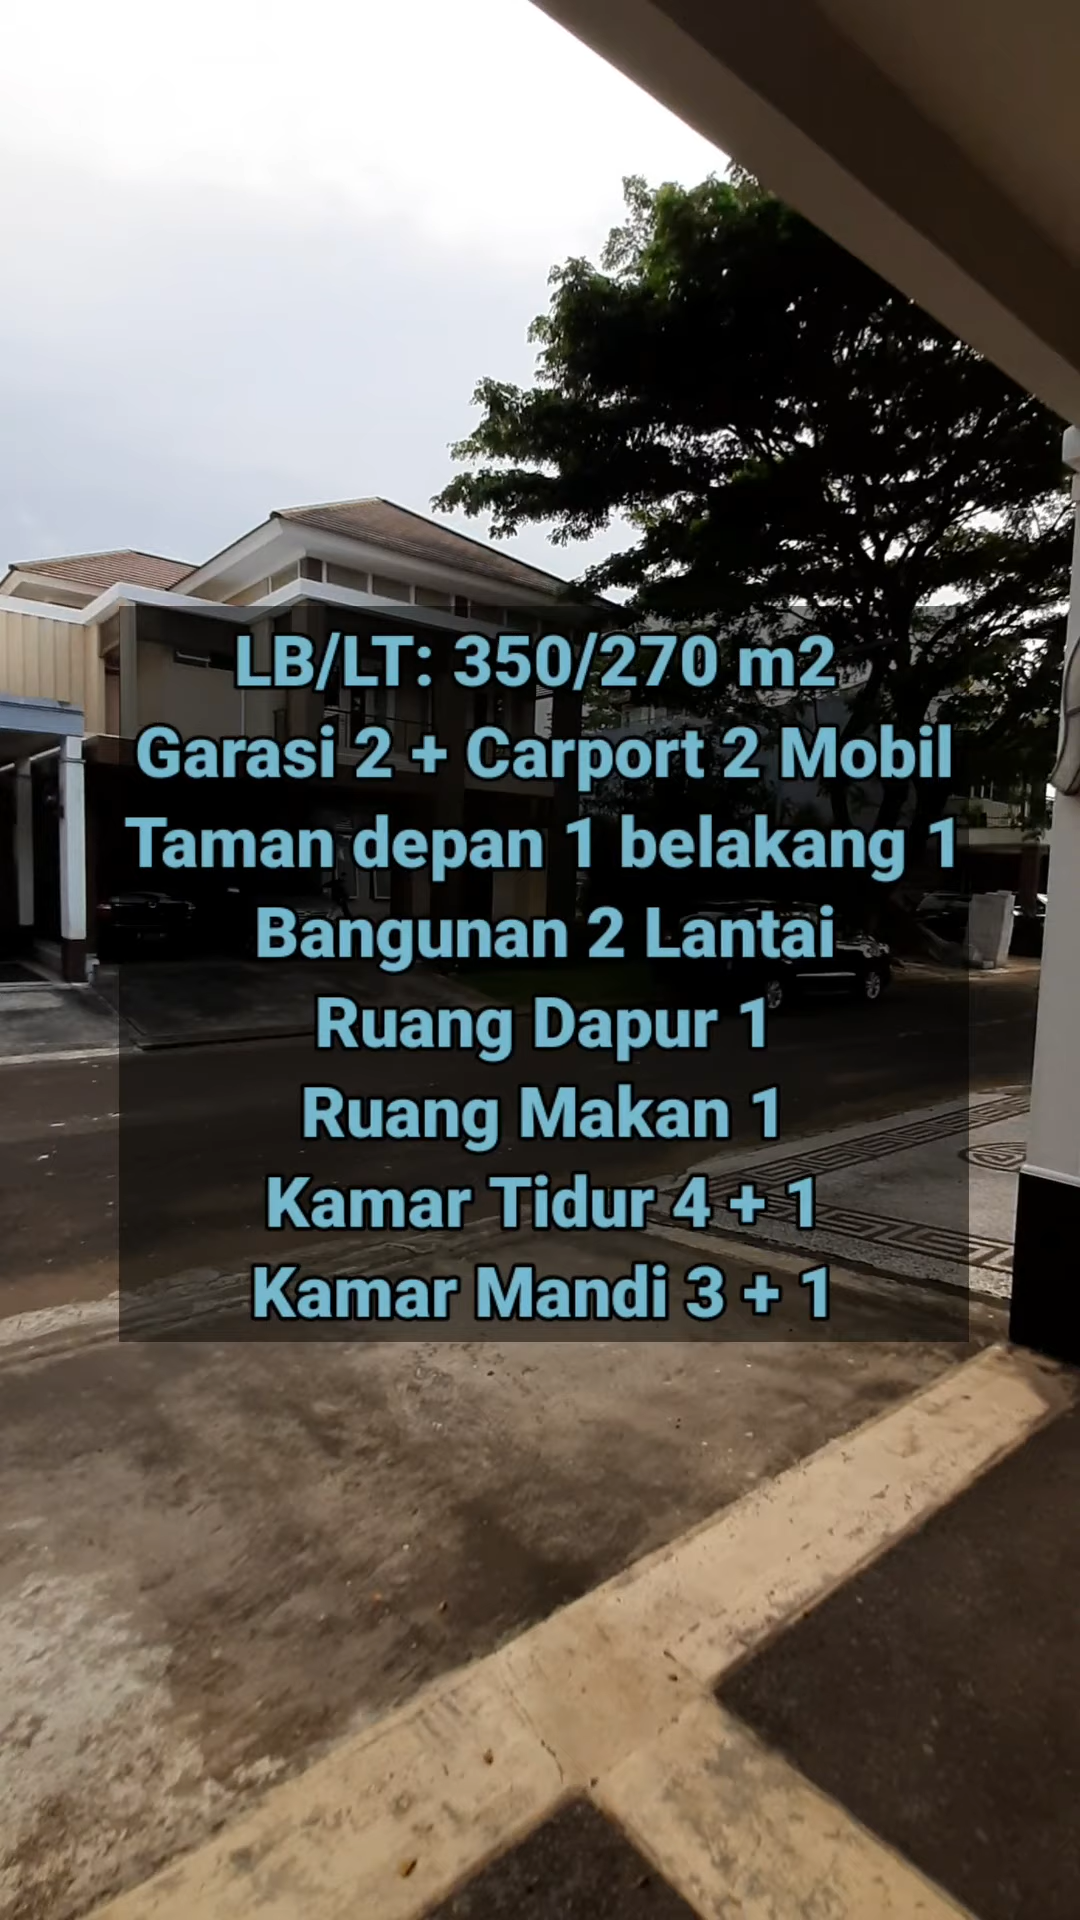 LB/LT: 350/270 m2
Garasi 2 + Carport 2 Mobil
Taman depan 1 belakang 1
Bangunan 2 Lantai
Ruang Dapur 1
Ruang Makan 1
Kamar Tidur 4 + 1
Kamar Mandi 3 + 1